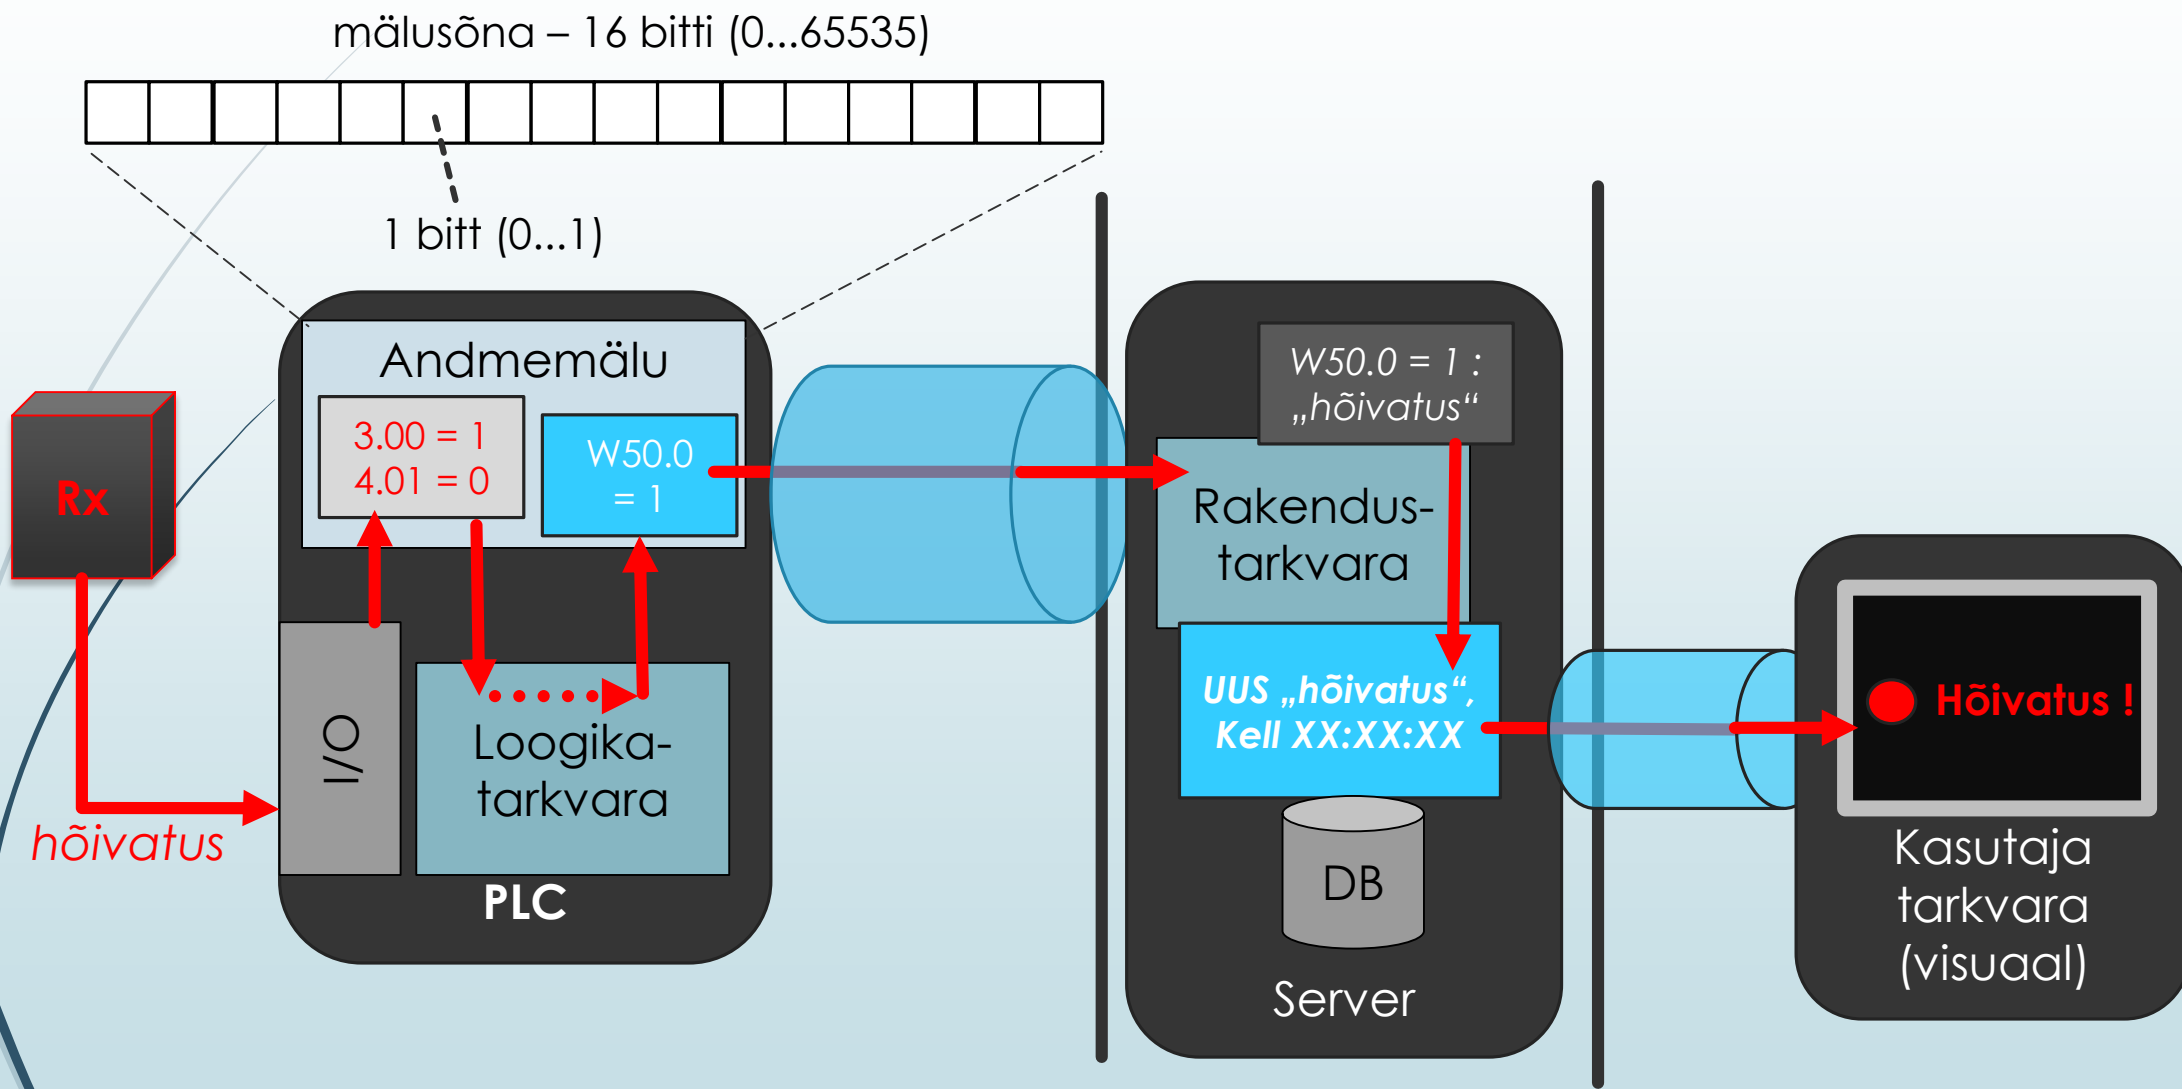 mälusõna – 16 bitti (0...65535)
1 bitt (0...1)
Andmemälu
3.00 = 1
4.01 = 0
W50.0
= 1
Rx
hõivatus
I/O
Loogika-
tarkvara
PLC
W50.0 = 1 :
„hõivatus“
Rakendus-
tarkvara
UUS „hõivatus“,
Kell XX:XX:XX
DB
Server
Hõivatus !
Kasutaja
tarkvara
(visuaal)